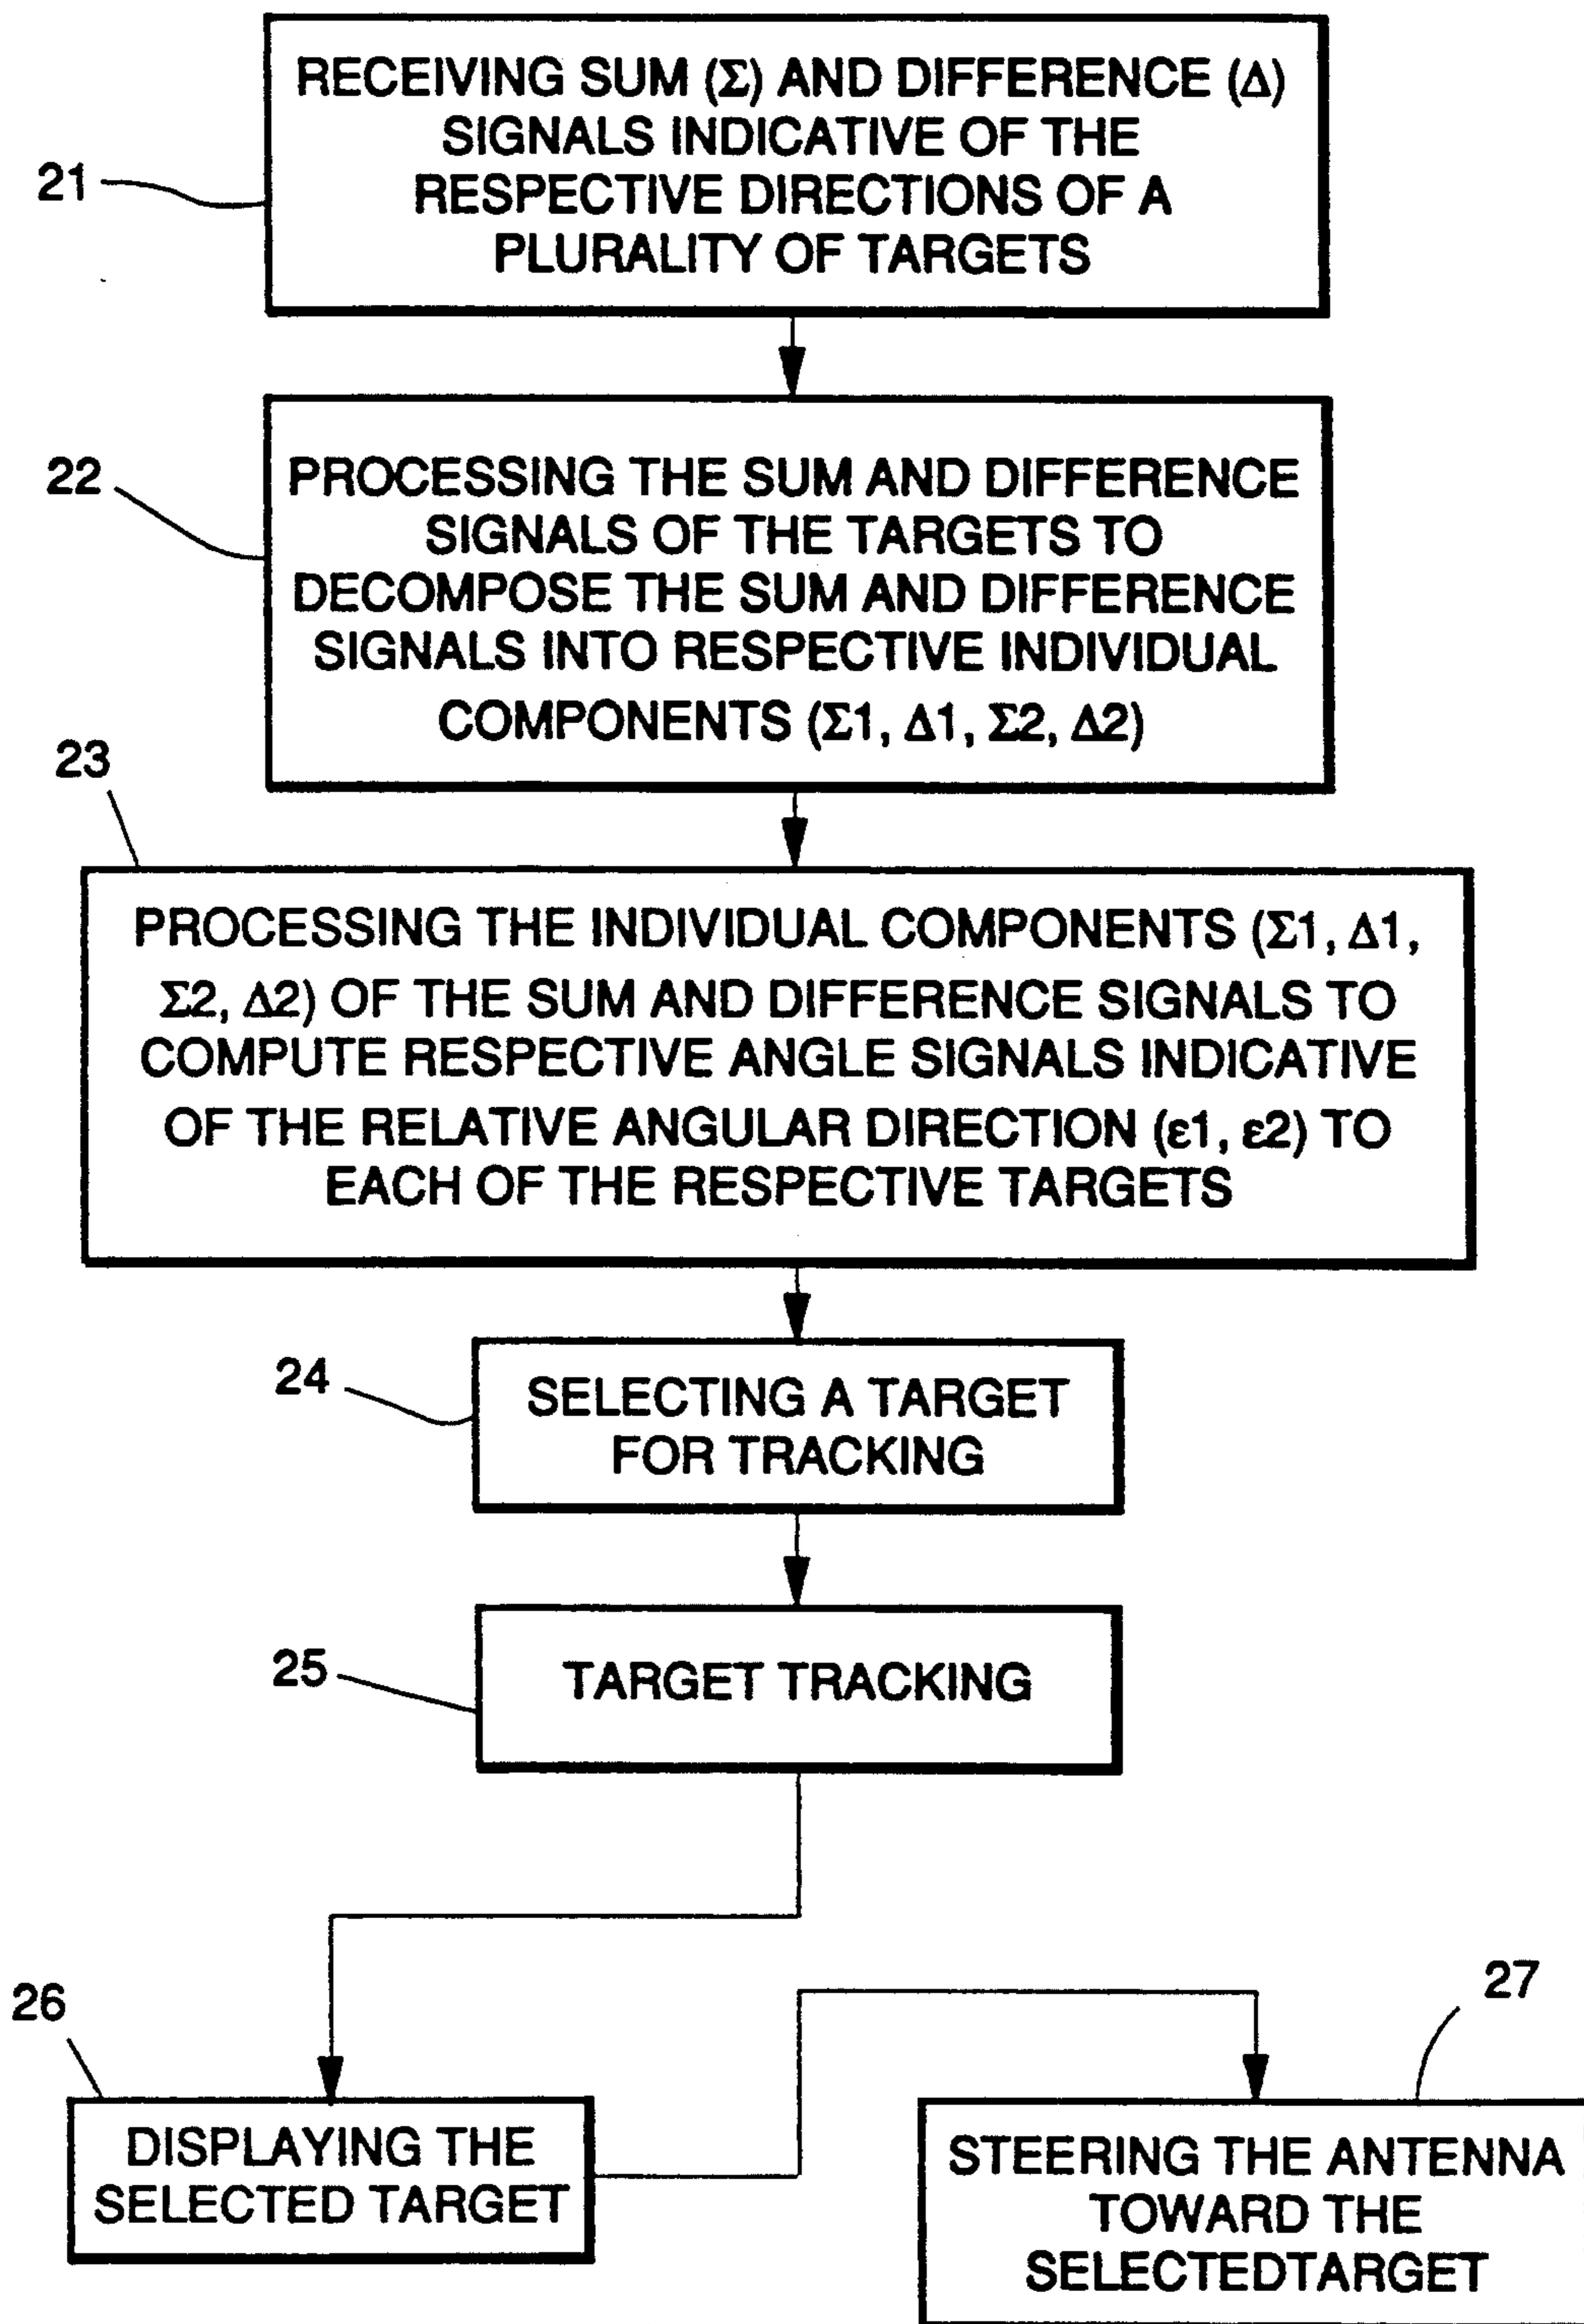 RECEIVING SUM (Σ) AND DIFFERENCE (Δ)
SIGNALS INDICATIVE OF THE
RESPECTIVE DIRECTIONS OF A
PLURALITY OF TARGETS
21
PROCESSING THE SUM AND DIFFERENCE
SIGNALS OF THE TARGETS TO
DECOMPOSE THE SUM AND DIFFERENCE
SIGNALS INTO RESPECTIVE INDIVIDUAL
COMPONENTS (Σ1, Δ1, Σ2, Δ2)
22
23
PROCESSING THE INDIVIDUAL COMPONENTS (Σ1, Δ1,
Σ2, Δ2) OF THE SUM AND DIFFERENCE SIGNALS TO
COMPUTE RESPECTIVE ANGLE SIGNALS INDICATIVE
OF THE RELATIVE ANGULAR DIRECTION (ε1, ε2) TO
EACH OF THE RESPECTIVE TARGETS
24
SELECTING A TARGET
FOR TRACKING
25
TARGET TRACKING
26
DISPLAYING THE
SELECTED TARGET
27
STEERING THE ANTENNA
TOWARD THE
SELECTEDTARGET